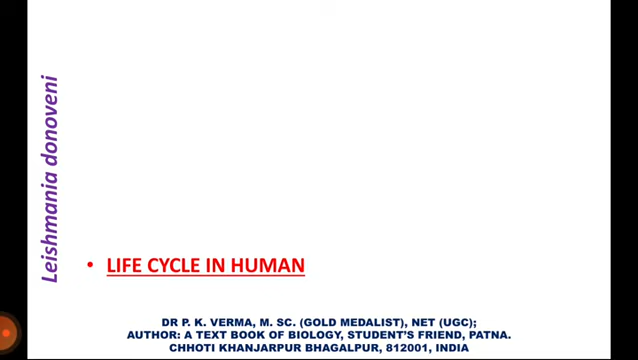 Leishmania donoveni
• LIFE CYCLE IN HUMAN
DR P. K. VERMA, M. SC. (GOLD MEDALIST), NET (UGC);
AUTHOR: A TEXT BOOK OF BIOLOGY, STUDENT'S FRIEND, PATNA.
CHHOTI KHANJARPUR BHAGALPUR, 812001, INDIA